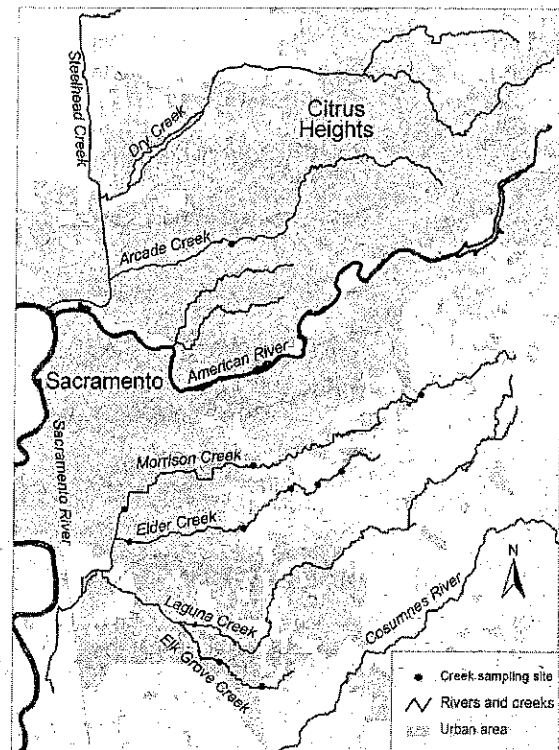 Steelhead Creek
Dry Creek
Citrus
Heights
Arcade Creek
American River
Sacramento
Sacramento River
Morrison Creek
Elder Creek
Laguna Creek
Elk Grove Creek
Cosumnes River
N
Creek sampling site
Rivers and creeks
Urban area